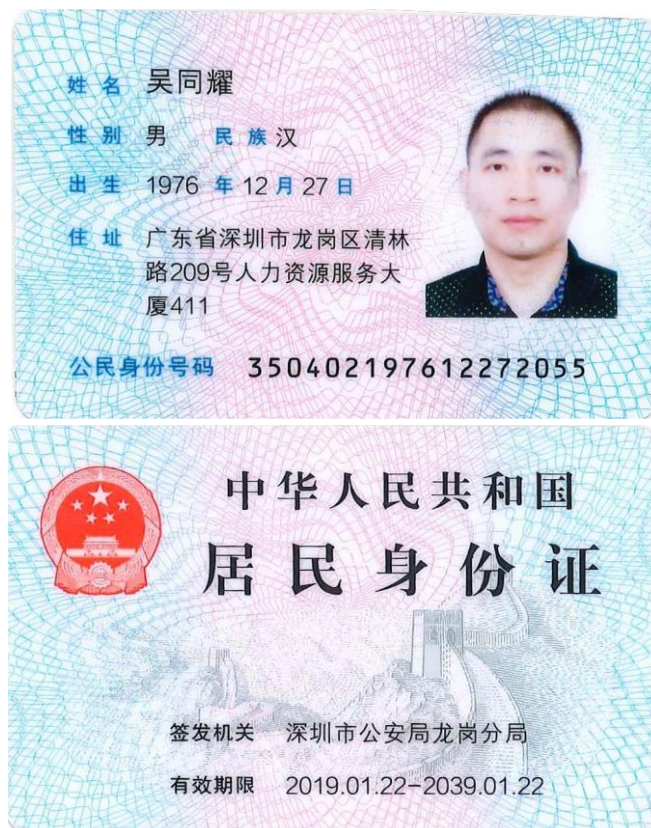 姓名 吴同耀
性别 男 民族 汉
出生 1976 年 12 月 27 日
住址 广东省深圳市龙岗区清林
路209号人力资源服务大
厦411
公民身份号码 350402197612272055
中华人民共和国
居民身份证
签发机关 深圳市公安局龙岗分局
有效期限 2019.01.22-2039.01.22